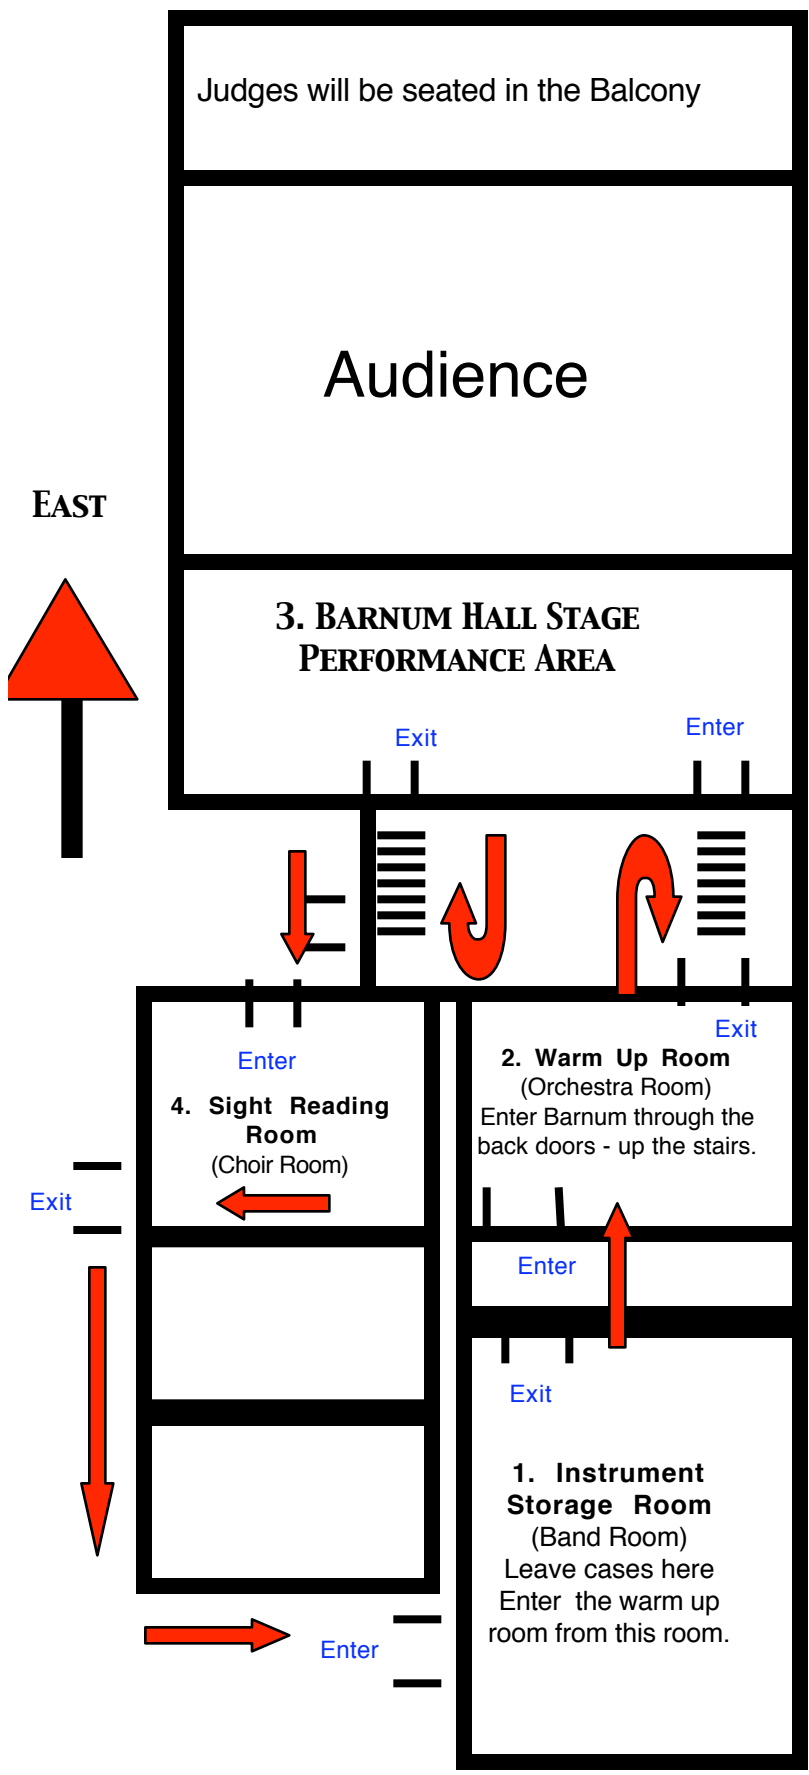 Judges will be seated in the Balcony
Audience
EAST
3. BARNUM HALL STAGE
PERFORMANCE AREA
Exit
Enter
Exit
Enter
2. Warm Up Room
(Orchestra Room)
Enter Barnum through the
back doors - up the stairs.
4. Sight Reading
Room
(Choir Room)
Exit
Enter
Exit
1. Instrument
Storage Room
(Band Room)
Leave cases here
Enter the warm up
room from this room.
Enter